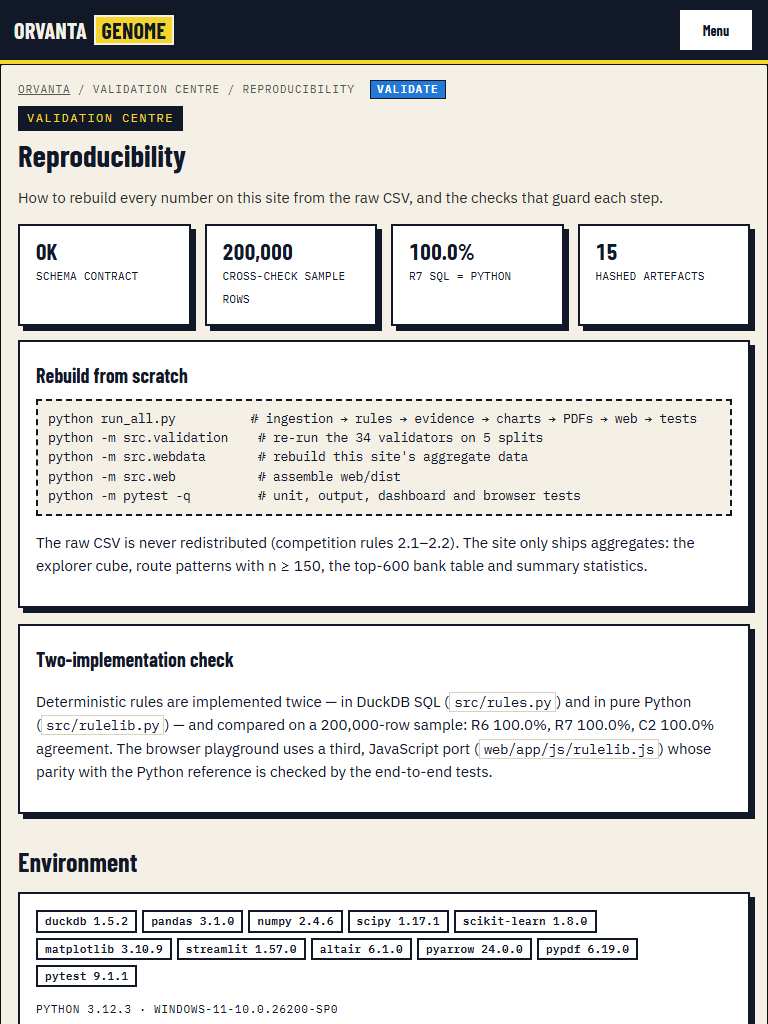 ORVANTA GENOME
Menu
ORVANTA / VALIDATION CENTRE / REPRODUCIBILITY VALIDATE
VALIDATION CENTRE
Reproducibility
How to rebuild every number on this site from the raw CSV, and the checks that guard each step.
OK
SCHEMA CONTRACT
200,000
CROSS-CHECK SAMPLE
ROWS
100.0%
R7 SQL = PYTHON
15
HASHED ARTEFACTS
Rebuild from scratch
python run_all.py # ingestion → rules → evidence → charts → PDFs → web → tests
python -m src.validation # re-run the 34 validators on 5 splits
python -m src.webdata # rebuild this site's aggregate data
python -m src.web # assemble web/dist
python -m pytest -q # unit, output, dashboard and browser tests
The raw CSV is never redistributed (competition rules 2.1–2.2). The site only ships aggregates: the
explorer cube, route patterns with n ≥ 150, the top-600 bank table and summary statistics.
Two-implementation check
Deterministic rules are implemented twice — in DuckDB SQL (src/rules.py) and in pure Python
(src/rulelib.py) — and compared on a 200,000-row sample: R6 100.0%, R7 100.0%, C2 100.0%
agreement. The browser playground uses a third, JavaScript port (web/app/js/rulelib.js) whose
parity with the Python reference is checked by the end-to-end tests.
Environment
duckdb 1.5.2 pandas 3.1.0 numpy 2.4.6 scipy 1.17.1 scikit-learn 1.8.0
matplotlib 3.10.9 streamlit 1.57.0 altair 6.1.0 pyarrow 24.0.0 pypdf 6.19.0
pytest 9.1.1
PYTHON 3.12.3 · WINDOWS-11-10.0.26200-SP0